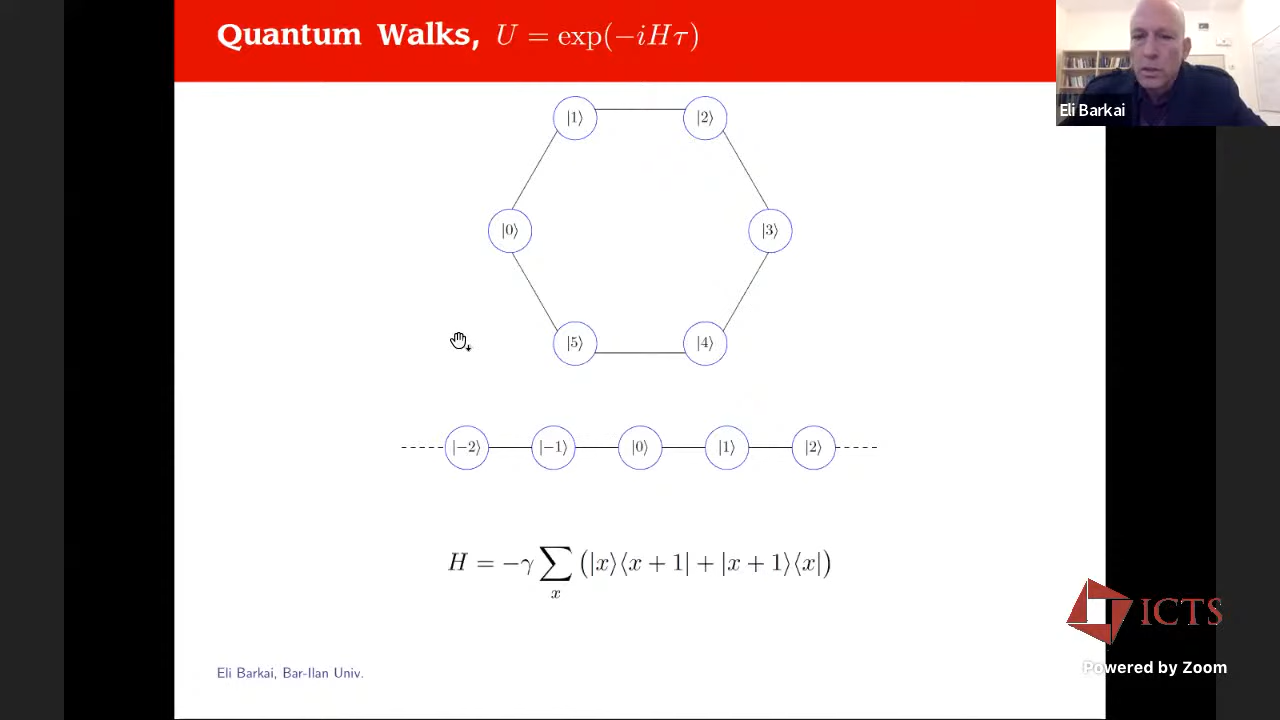 Quantum Walks, U = exp(−iHτ)
Eli Barkai
|1⟩ |2⟩
|0⟩ |3⟩
|5⟩ |4⟩
|−2⟩ |−1⟩ |0⟩ |1⟩ |2⟩
H = −γ ∑ₓ (|x⟩⟨x + 1| + |x + 1⟩⟨x|)
ICTS
Powered by Zoom
Eli Barkai, Bar-Ilan Univ.